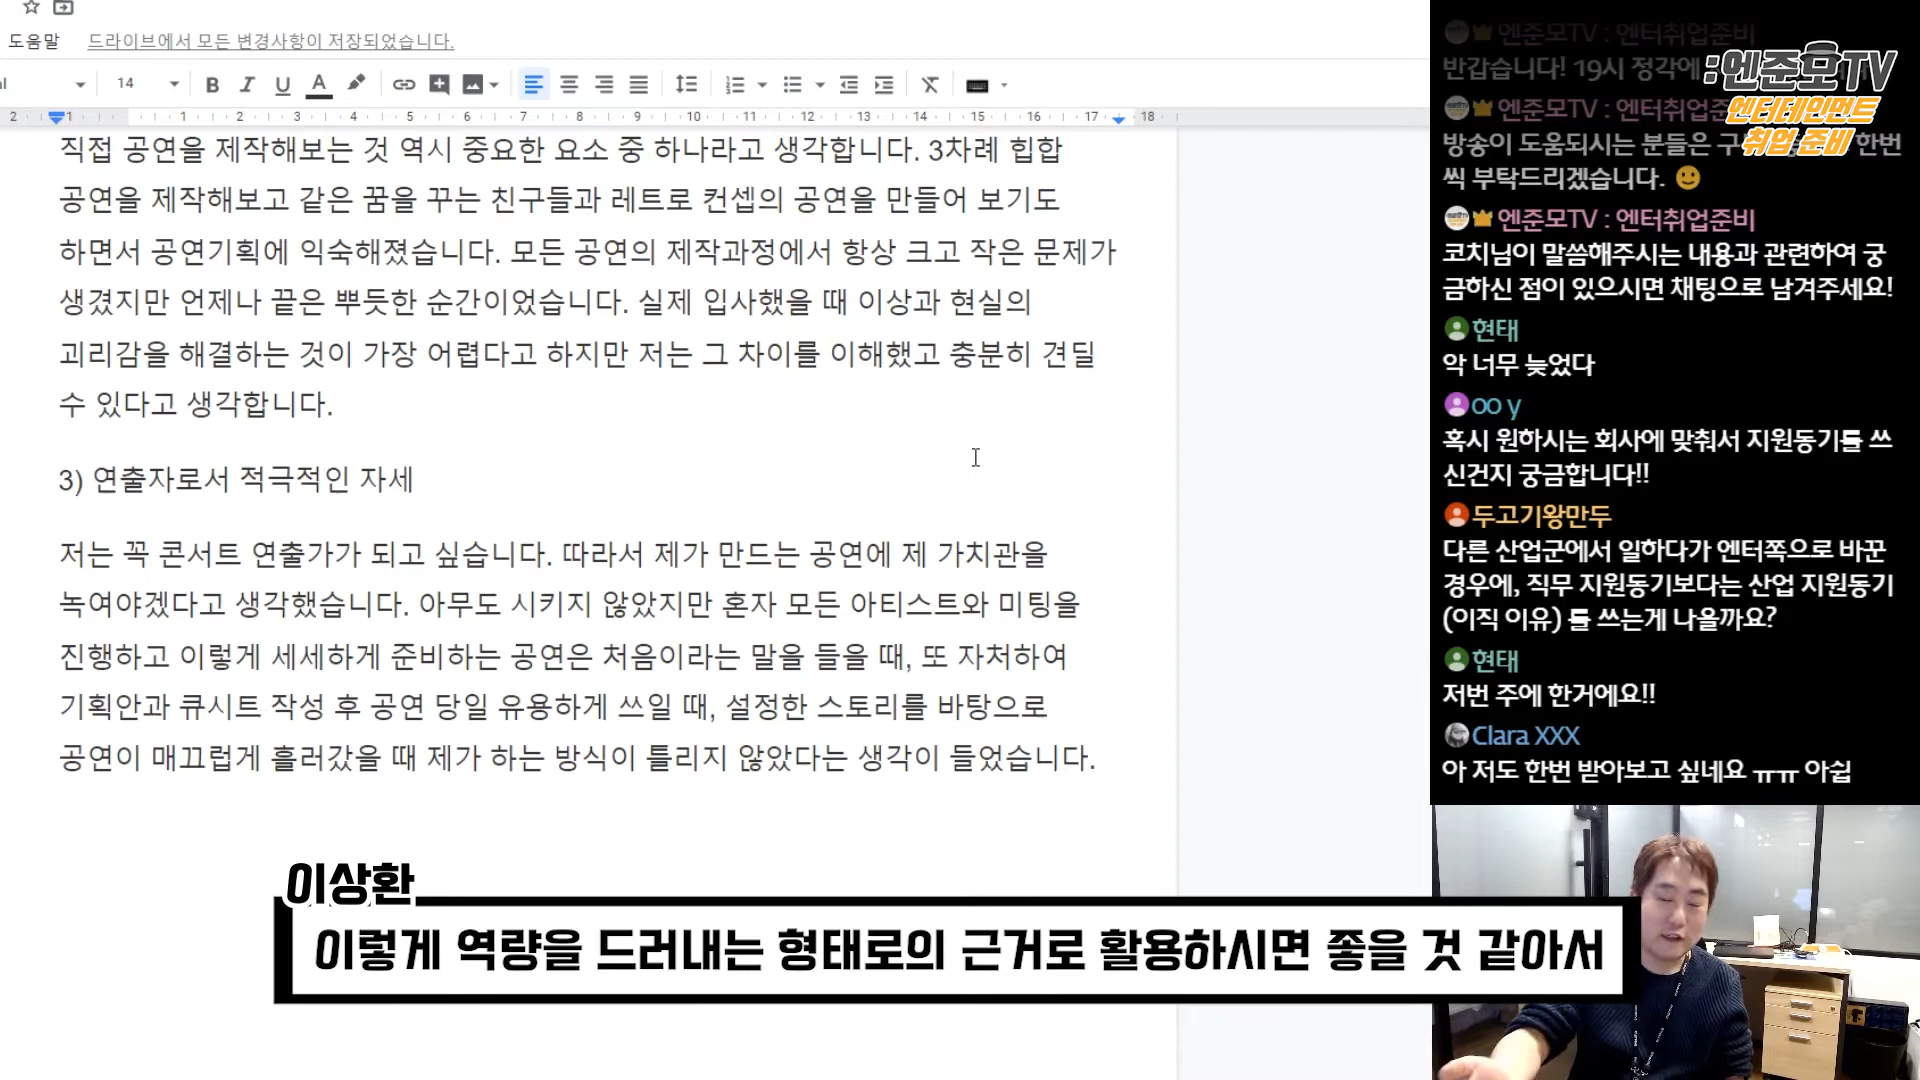 도움말 드라이브에서 모든 변경사항이 저장되었습니다.
14
2 1 1 2 3 4 5 6 7 8 9 10 11 12 13 14 15 16 17 18
직접 공연을 제작해보는 것 역시 중요한 요소 중 하나라고 생각합니다. 3차례 힙합
공연을 제작해보고 같은 꿈을 꾸는 친구들과 레트로 컨셉의 공연을 만들어 보기도
하면서 공연기획에 익숙해졌습니다. 모든 공연의 제작과정에서 항상 크고 작은 문제가
생겼지만 언제나 끝은 뿌듯한 순간이었습니다. 실제 입사했을 때 이상과 현실의
괴리감을 해결하는 것이 가장 어렵다고 하지만 저는 그 차이를 이해했고 충분히 견딜
수 있다고 생각합니다.
3) 연출자로서 적극적인 자세
저는 꼭 콘서트 연출가가 되고 싶습니다. 따라서 제가 만드는 공연에 제 가치관을
녹여야겠다고 생각했습니다. 아무도 시키지 않았지만 혼자 모든 아티스트와 미팅을
진행하고 이렇게 세세하게 준비하는 공연은 처음이라는 말을 들을 때, 또 자처하여
기획안과 큐시트 작성 후 공연 당일 유용하게 쓰일 때, 설정한 스토리를 바탕으로
공연이 매끄럽게 흘러갔을 때 제가 하는 방식이 틀리지 않았다는 생각이 들었습니다.
이상환
이렇게 역량을 드러내는 형태로의 근거로 활용하시면 좋을 것 같아서
:엔준모TV
엔터테인먼트
취업 준비
엔준모TV : 엔터취업준비
반갑습니다! 19시 정각에
엔준모TV : 엔터취업준비
방송이 도움되시는 분들은 한번
씩 부탁드리겠습니다.
엔준모TV : 엔터취업준비
코치님이 말씀해주시는 내용과 관련하여 궁
금하신 점이 있으시면 채팅으로 남겨주세요!
현태
악 너무 늦었다
oo y
혹시 원하시는 회사에 맞춰서 지원동기를 쓰
신건지 궁금합니다!!
두고기왕만두
다른 산업군에서 일하다가 엔터쪽으로 바꾼
경우에, 직무 지원동기보다는 산업 지원동기
(이직 이유) 를 쓰는게 나을까요?
현태
저번 주에 한거에요!!
Clara XXX
아 저도 한번 받아보고 싶네요 ㅠㅠ 아쉽